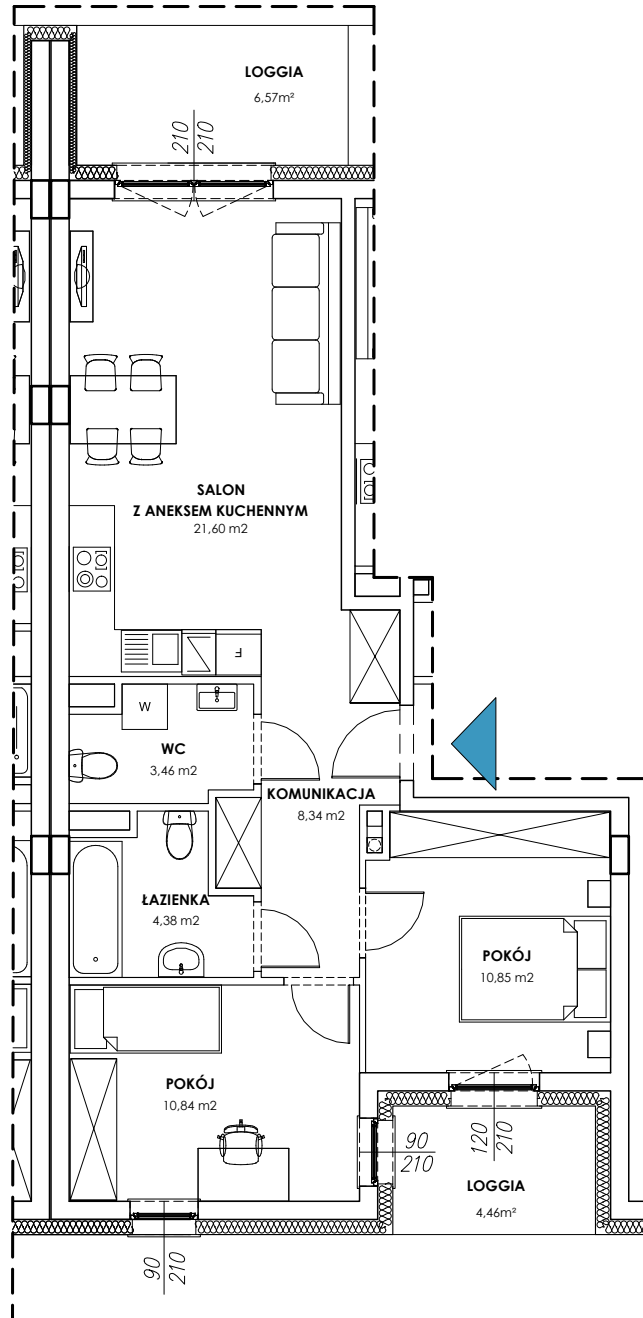 LOGGIA
6,57m²
210
210
SALON
Z ANEKSEM KUCHENNYM
21,60 m2
F
W
WC
3,46 m2
KOMUNIKACJA
8,34 m2
ŁAZIENKA
4,38 m2
POKÓJ
10,85 m2
POKÓJ
10,84 m2
90
210
120
210
LOGGIA
4,46m²
90
210